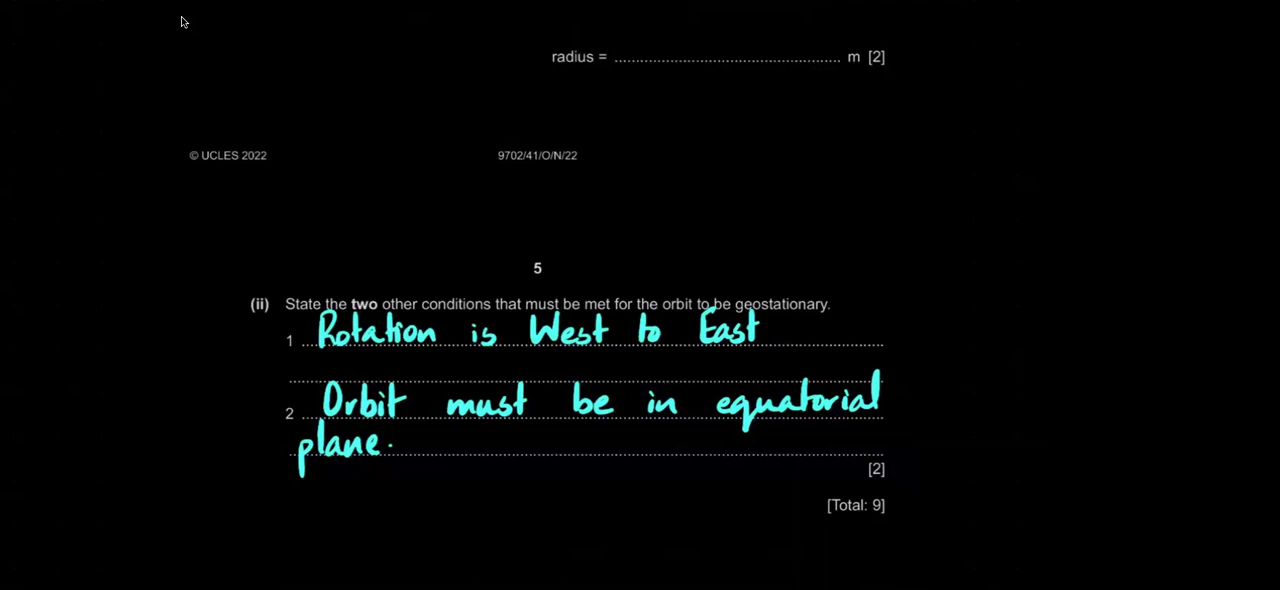 radius = ........................................................ m [2]
© UCLES 2022 9702/41/O/N/22
5
(ii) State the two other conditions that must be met for the orbit to be geostationary.
1 Rotation is West to East
2 Orbit must be in equatorial
plane.
[2]
[Total: 9]